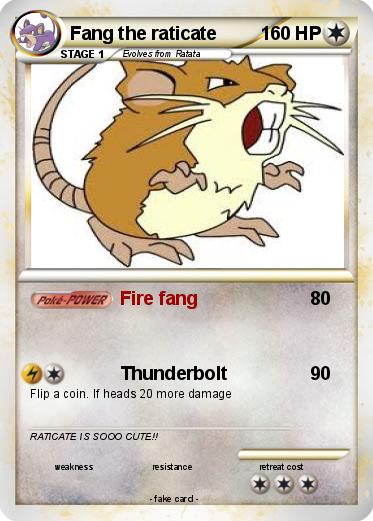 Fang the raticate 160 HP
STAGE 1 Evolves from Ratata
Poké-POWER Fire fang 80
Thunderbolt 90
Flip a coin. If heads 20 more damage
RATICATE IS SOOO CUTE!!
weakness resistance retreat cost
- fake card -